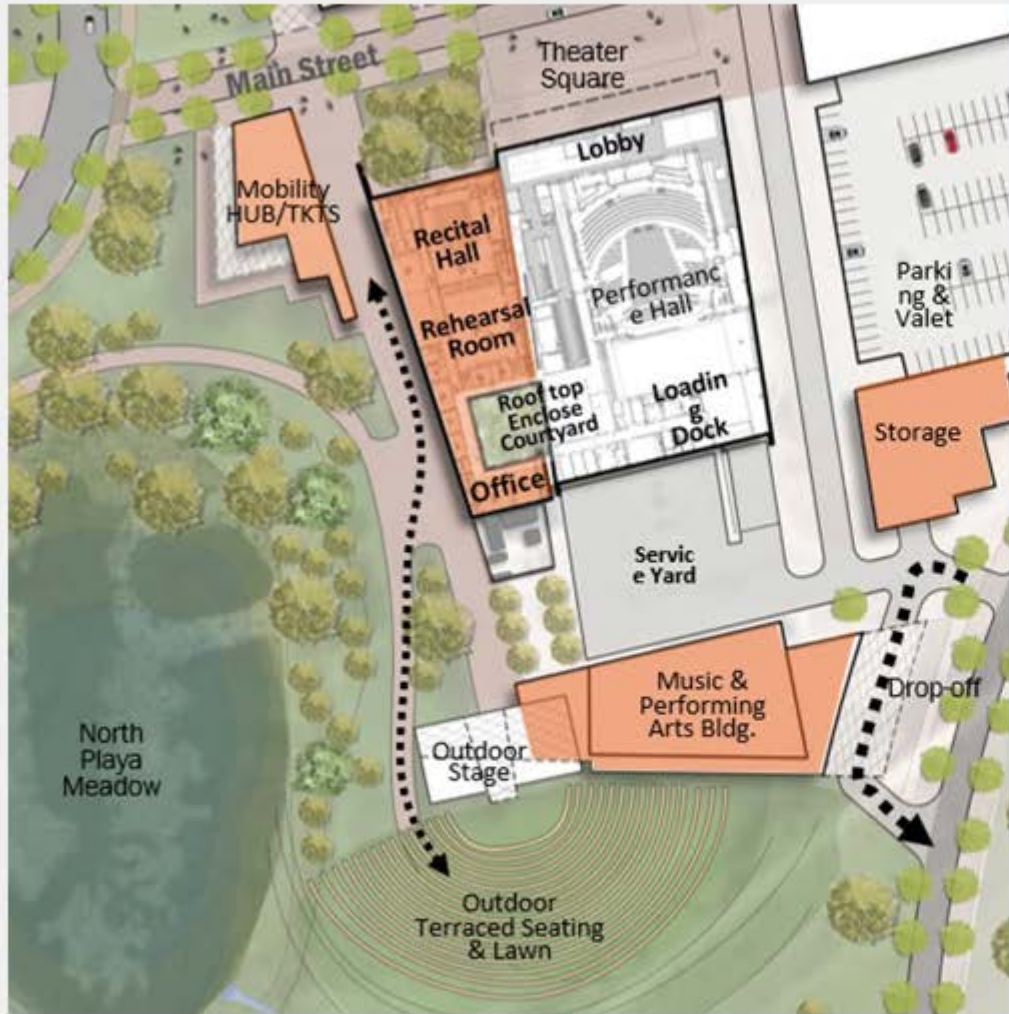 Theater
Square
Main Street
Lobby
Mobility
HUB/TKTS
Recital
Hall
Performanc
e Hall
Parki
ng &
Valet
Rehearsal
Room
Roof top
Enclose
Courtyard
Loadin
g
Dock
Storage
Office
Servic
e Yard
Music &
Performing
Arts Bldg.
Drop-off
North
Playa
Meadow
Outdoor
Stage
Outdoor
Terraced Seating
& Lawn